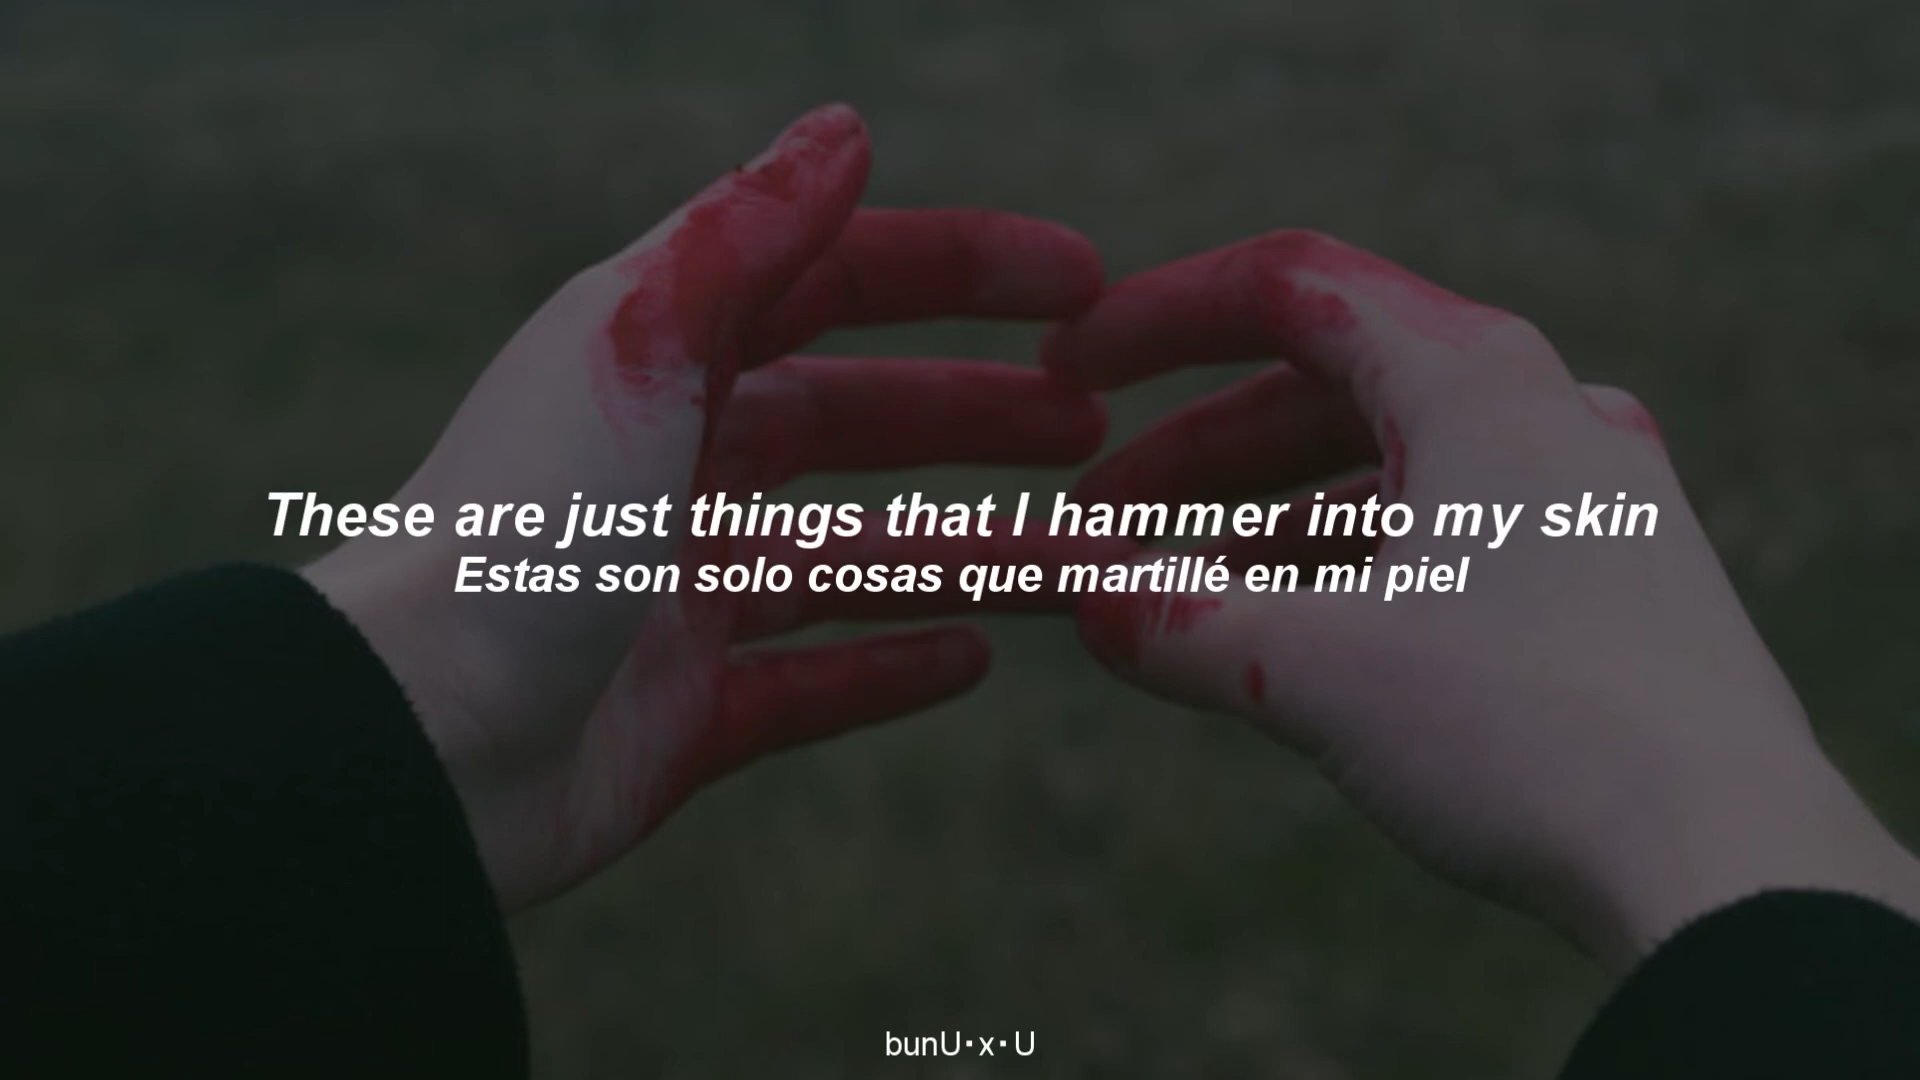 These are just things that I hammer into my skin
Estas son solo cosas que martillé en mi piel
bunU·x·U